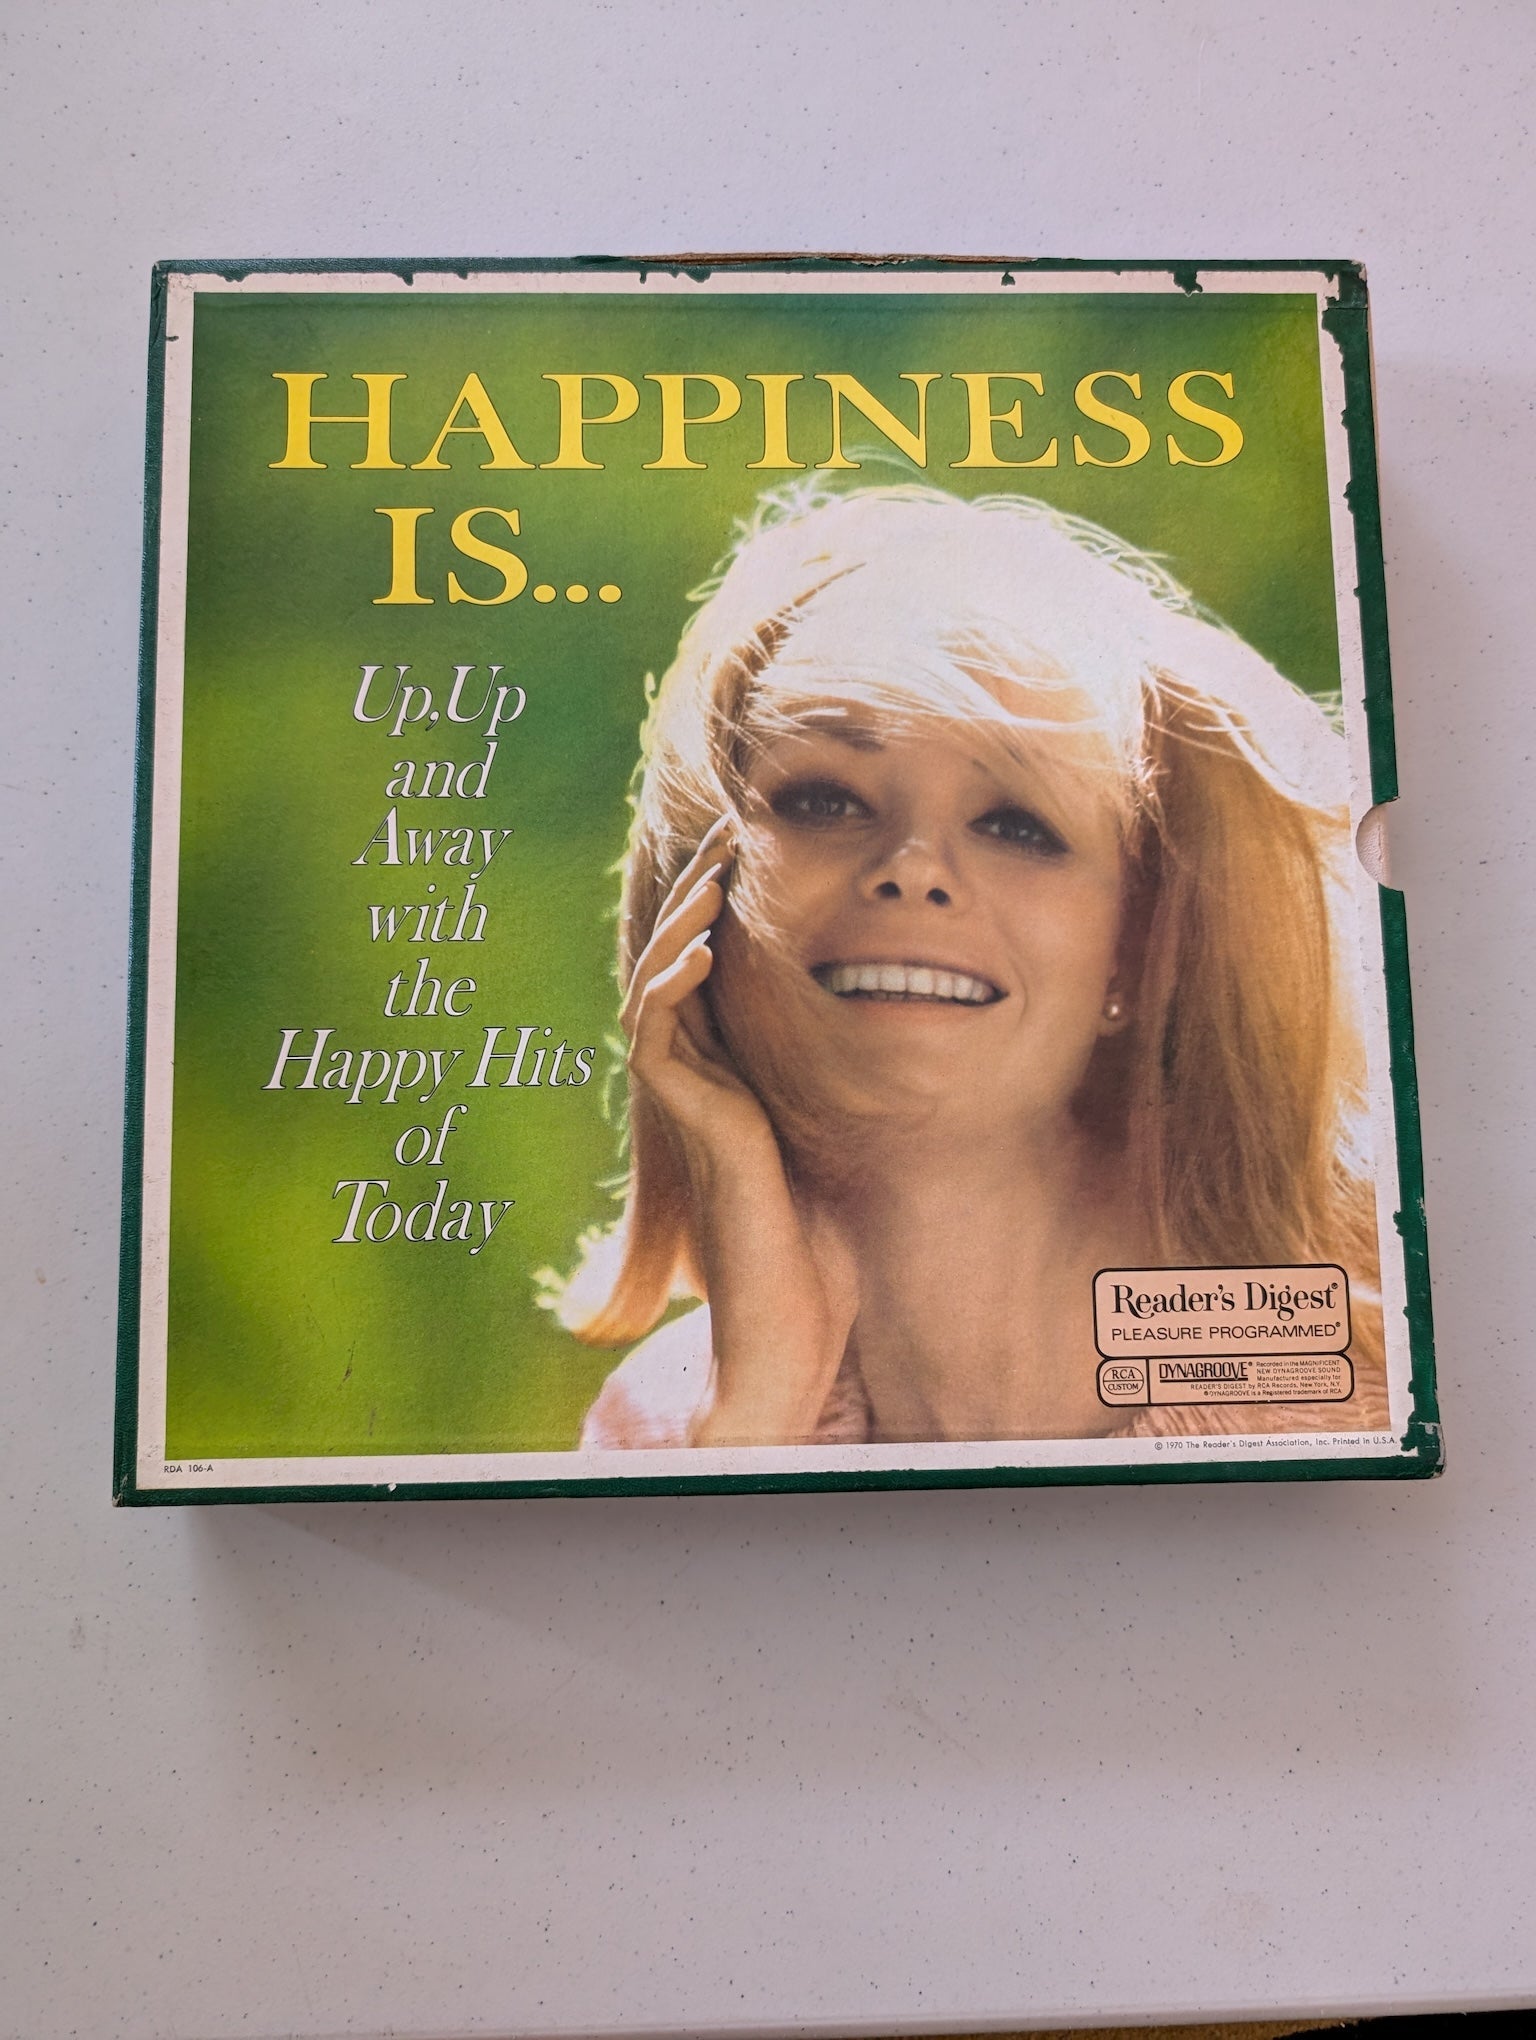 HAPPINESS
IS...
Up, Up
and
Away
with
the
Happy Hits
of
Today
Reader's Digest®
PLEASURE PROGRAMMED®
RCA
CUSTOM
DYNAGROOVE®
Recorded in the MAGNIFICENT
NEW DYNAGROOVE SOUND
Manufactured especially for
READER'S DIGEST by RCA Records, New York, N.Y.
®DYNAGROOVE is a Registered trademark of RCA
© 1970 The Reader's Digest Association, Inc. Printed in U.S.A.
RDA 106-A